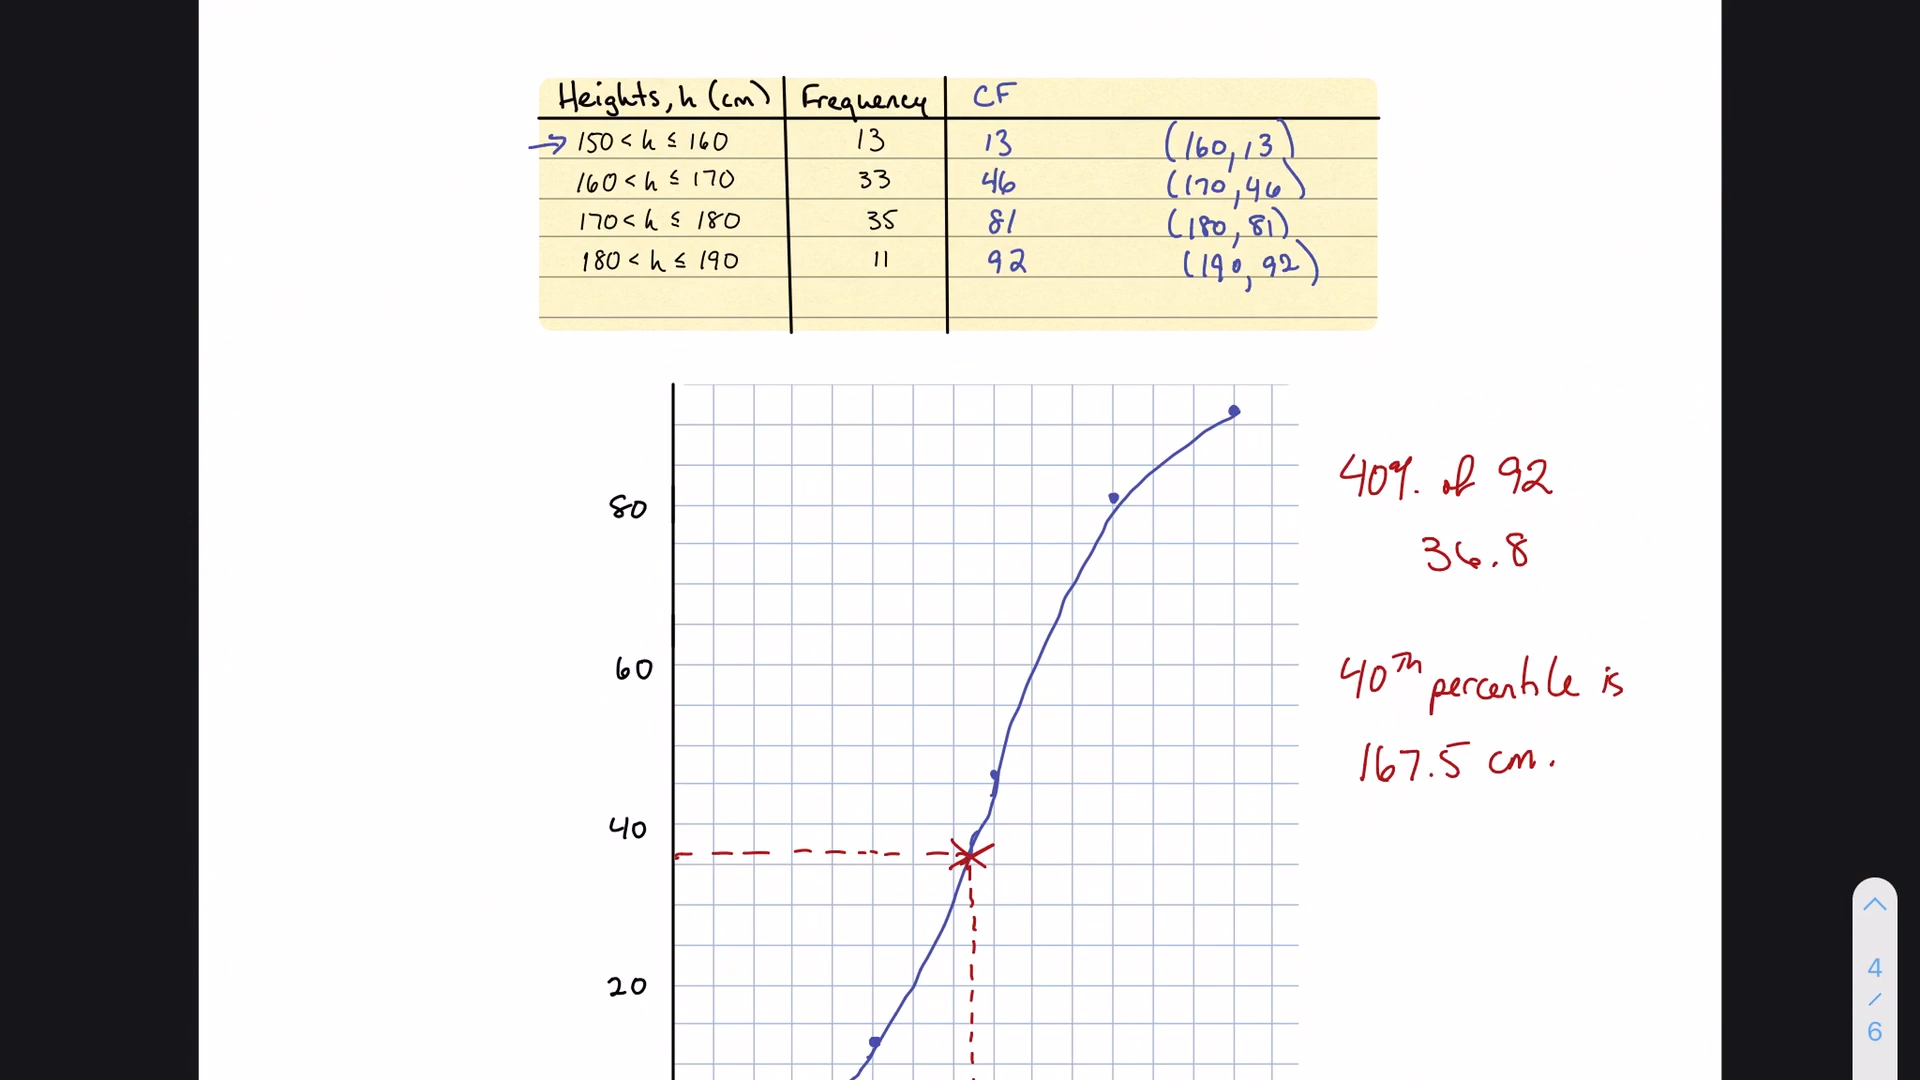 Heights, h (cm) Frequency CF
→ 150 < h ≤ 160 13 13 (160, 13)
160 < h ≤ 170 33 46 (170, 46)
170 < h ≤ 180 35 81 (180, 81)
180 < h ≤ 190 11 92 (190, 92)
40% of 92
80
36.8
60
40Th percentile is
167.5 cm.
40
20
4
/
6